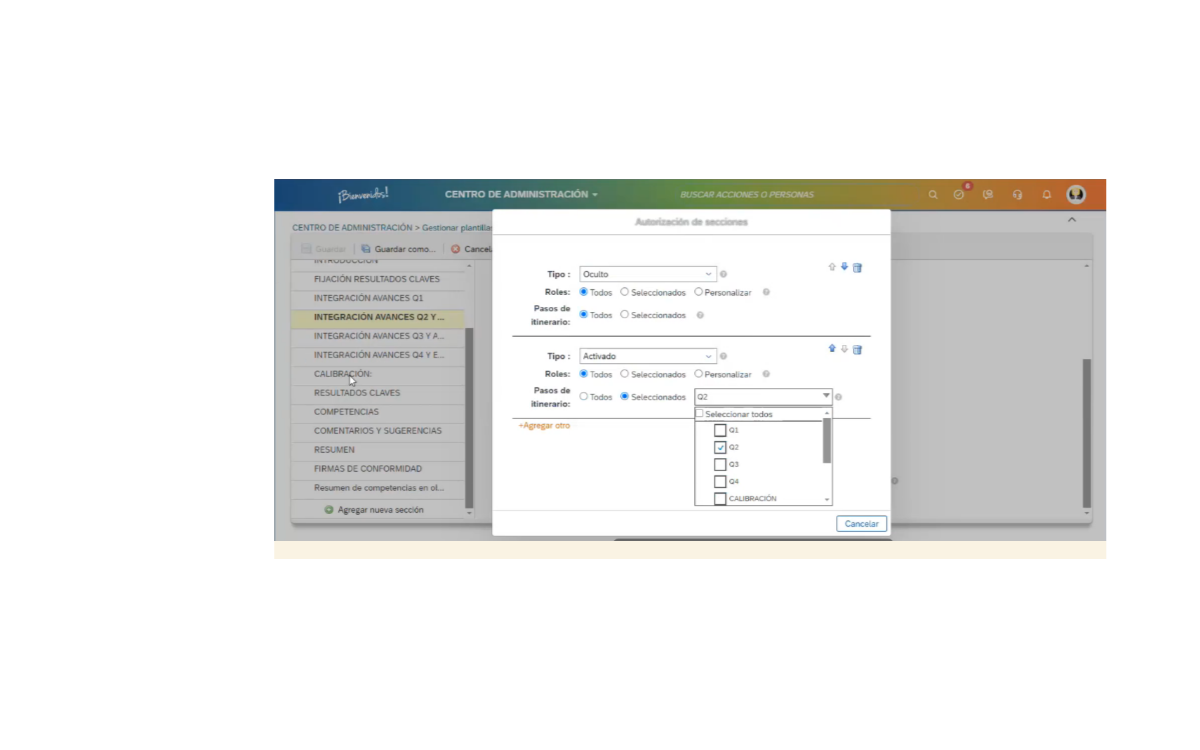 ¡Bienvenidos!
CENTRO DE ADMINISTRACIÓN
BUSCAR ACCIONES O PERSONAS
6
CENTRO DE ADMINISTRACIÓN > Gestionar plantillas
Guardar
Guardar como...
Cancel
INTRODUCCIÓN
FIJACIÓN RESULTADOS CLAVES
INTEGRACIÓN AVANCES Q1
INTEGRACIÓN AVANCES Q2 Y ...
INTEGRACIÓN AVANCES Q3 Y A...
INTEGRACIÓN AVANCES Q4 Y E...
CALIBRACIÓN:
RESULTADOS CLAVES
COMPETENCIAS
COMENTARIOS Y SUGERENCIAS
RESUMEN
FIRMAS DE CONFORMIDAD
Resumen de competencias en ol...
Agregar nueva sección
Autorización de secciones
Tipo : Oculto
Roles: Todos Seleccionados Personalizar
Pasos de itinerario: Todos Seleccionados
Tipo : Activado
Roles: Todos Seleccionados Personalizar
Pasos de itinerario: Todos Seleccionados Q2
Seleccionar todos
Q1
Q2
Q3
Q4
CALIBRACIÓN
+Agregar otro
Cancelar